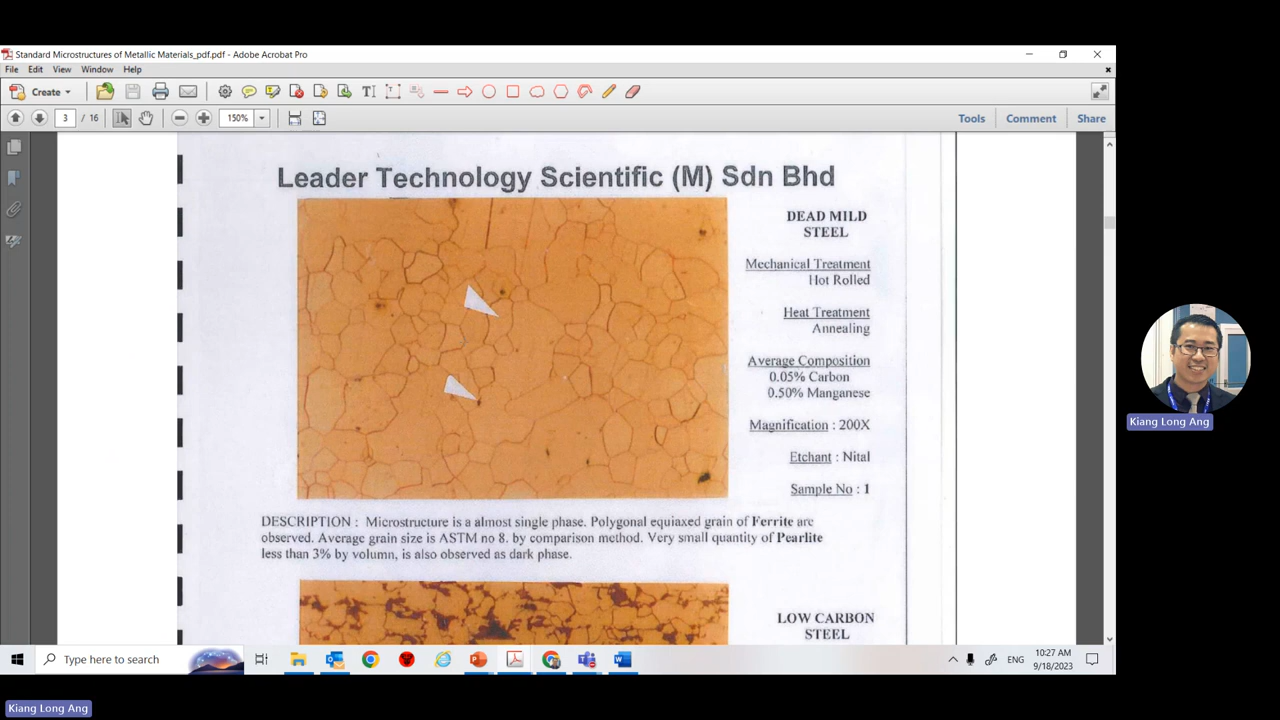 Standard Microstructures of Metallic Materials_pdf.pdf - Adobe Acrobat Pro
File Edit View Window Help
Create
3 / 16 150% Tools Comment Share
Leader Technology Scientific (M) Sdn Bhd
DEAD MILD
STEEL
Mechanical Treatment
Hot Rolled
Heat Treatment
Annealing
Average Composition
0.05% Carbon
0.50% Manganese
Magnification : 200X
Etchant : Nital
Sample No : 1
DESCRIPTION : Microstructure is a almost single phase. Polygonal equiaxed grain of Ferrite are
observed. Average grain size is ASTM no 8. by comparison method. Very small quantity of Pearlite
less than 3% by volumn, is also observed as dark phase.
LOW CARBON
STEEL
Kiang Long Ang
Type here to search
ENG
10:27 AM
9/18/2023
Kiang Long Ang